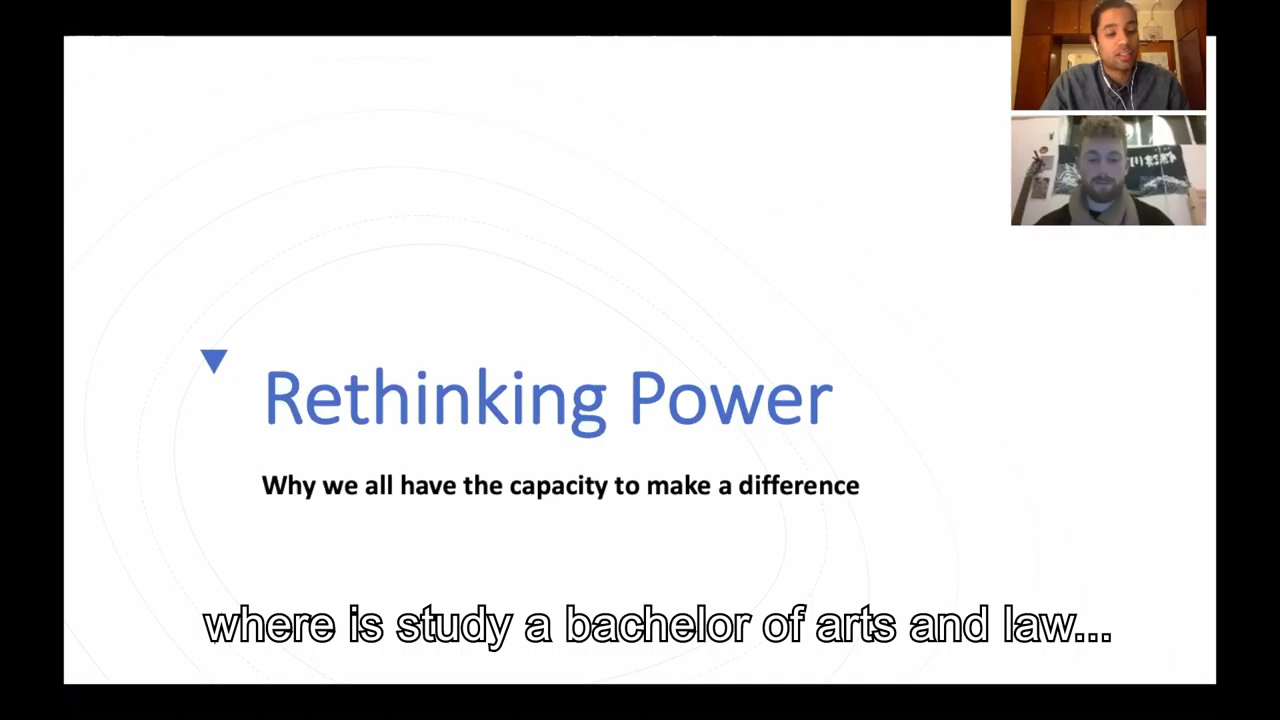 Rethinking Power
Why we all have the capacity to make a difference
where is study a bachelor of arts and law...